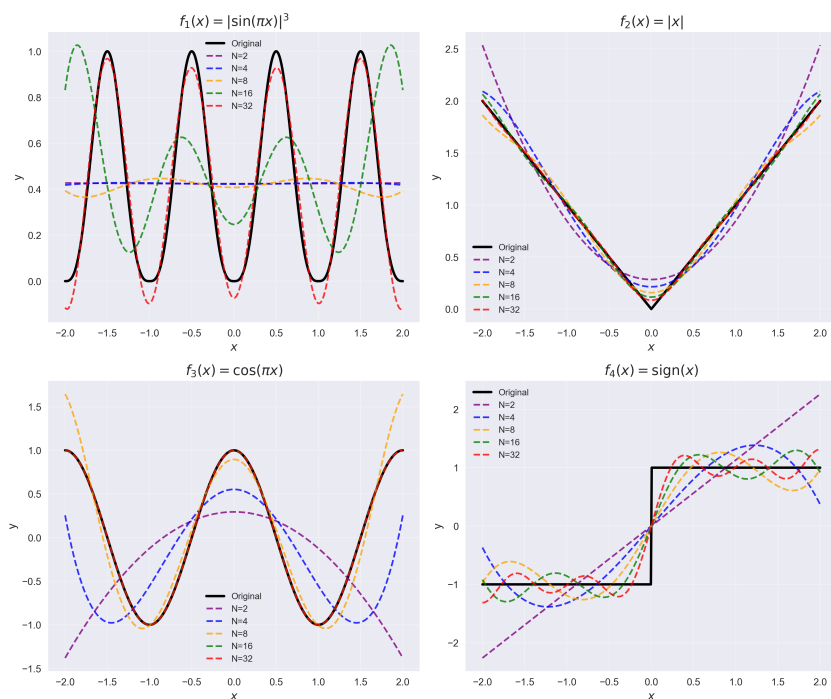 f₁(x) = |sin(πx)|³
1.0
0.8
0.6
0.4
0.2
0.0
y
Original
N=2
N=4
N=8
N=16
N=32
−2.0 −1.5 −1.0 −0.5 0.0 0.5 1.0 1.5 2.0
x
f₂(x) = |x|
2.5
2.0
1.5
1.0
0.5
0.0
y
Original
N=2
N=4
N=8
N=16
N=32
−2.0 −1.5 −1.0 −0.5 0.0 0.5 1.0 1.5 2.0
x
f₃(x) = cos(πx)
1.5
1.0
0.5
0.0
−0.5
−1.0
−1.5
y
Original
N=2
N=4
N=8
N=16
N=32
−2.0 −1.5 −1.0 −0.5 0.0 0.5 1.0 1.5 2.0
x
f₄(x) = sign(x)
2
1
0
−1
−2
y
Original
N=2
N=4
N=8
N=16
N=32
−2.0 −1.5 −1.0 −0.5 0.0 0.5 1.0 1.5 2.0
x